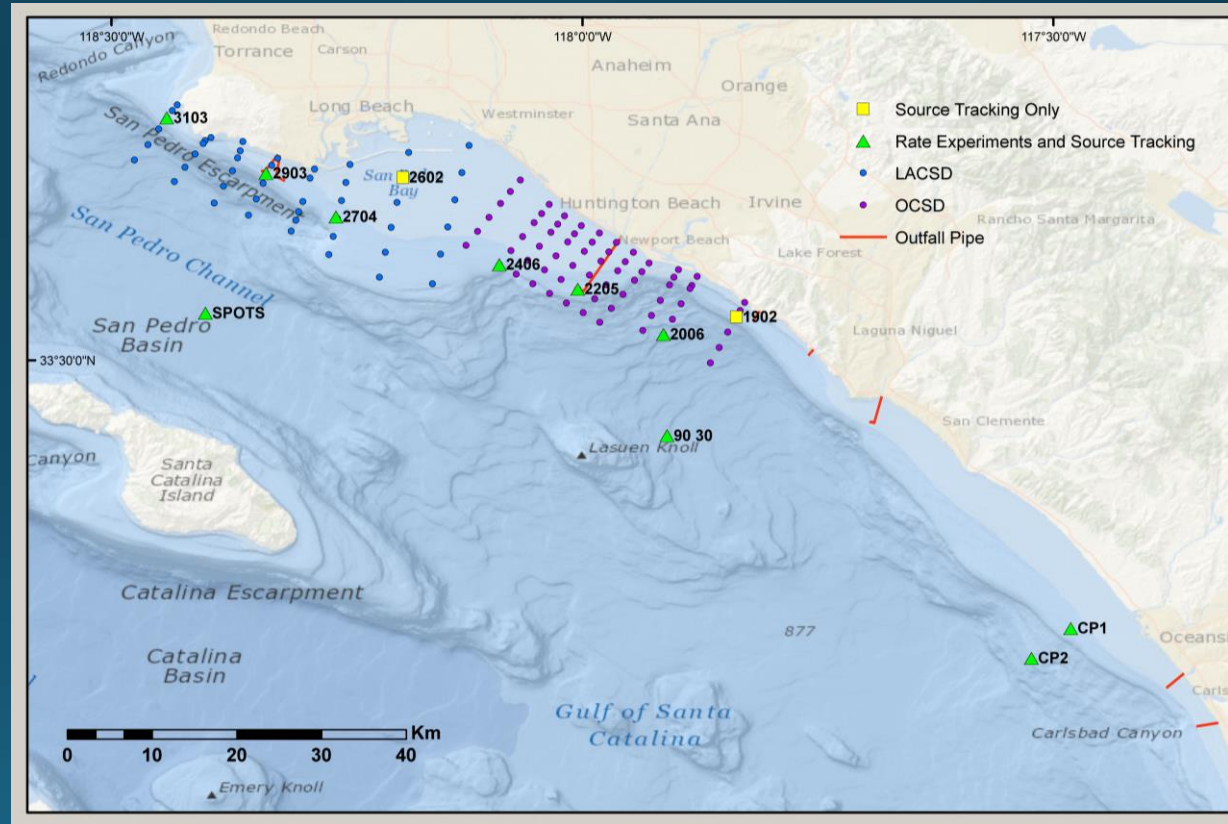 118°30'0"W
118°0'0"W
117°30'0"W
Redondo Beach
Redondo Canyon
Torrance
Carson
Anaheim
Orange
Long Beach
Westminster
Santa Ana
Source Tracking Only
Rate Experiments and Source Tracking
LACSD
OCSD
Outfall Pipe
3103
San Pedro Escarpment
2903
San
Bay
2602
2704
Huntington Beach
Irvine
Rancho Santa Margarita
Newport Beach
Lake Forest
San Pedro Channel
2406
2205
SPOTS
San Pedro
Basin
1902
2006
Laguna Niguel
33°30'0"N
San Clemente
90 30
Lasuen Knoll
Canyon
Santa
Catalina
Island
Catalina Escarpment
877
CP1
Oceansi
CP2
Catalina
Basin
Carls
Gulf of Santa
Catalina
Carlsbad Canyon
Km
0 10 20 30 40
Emery Knoll